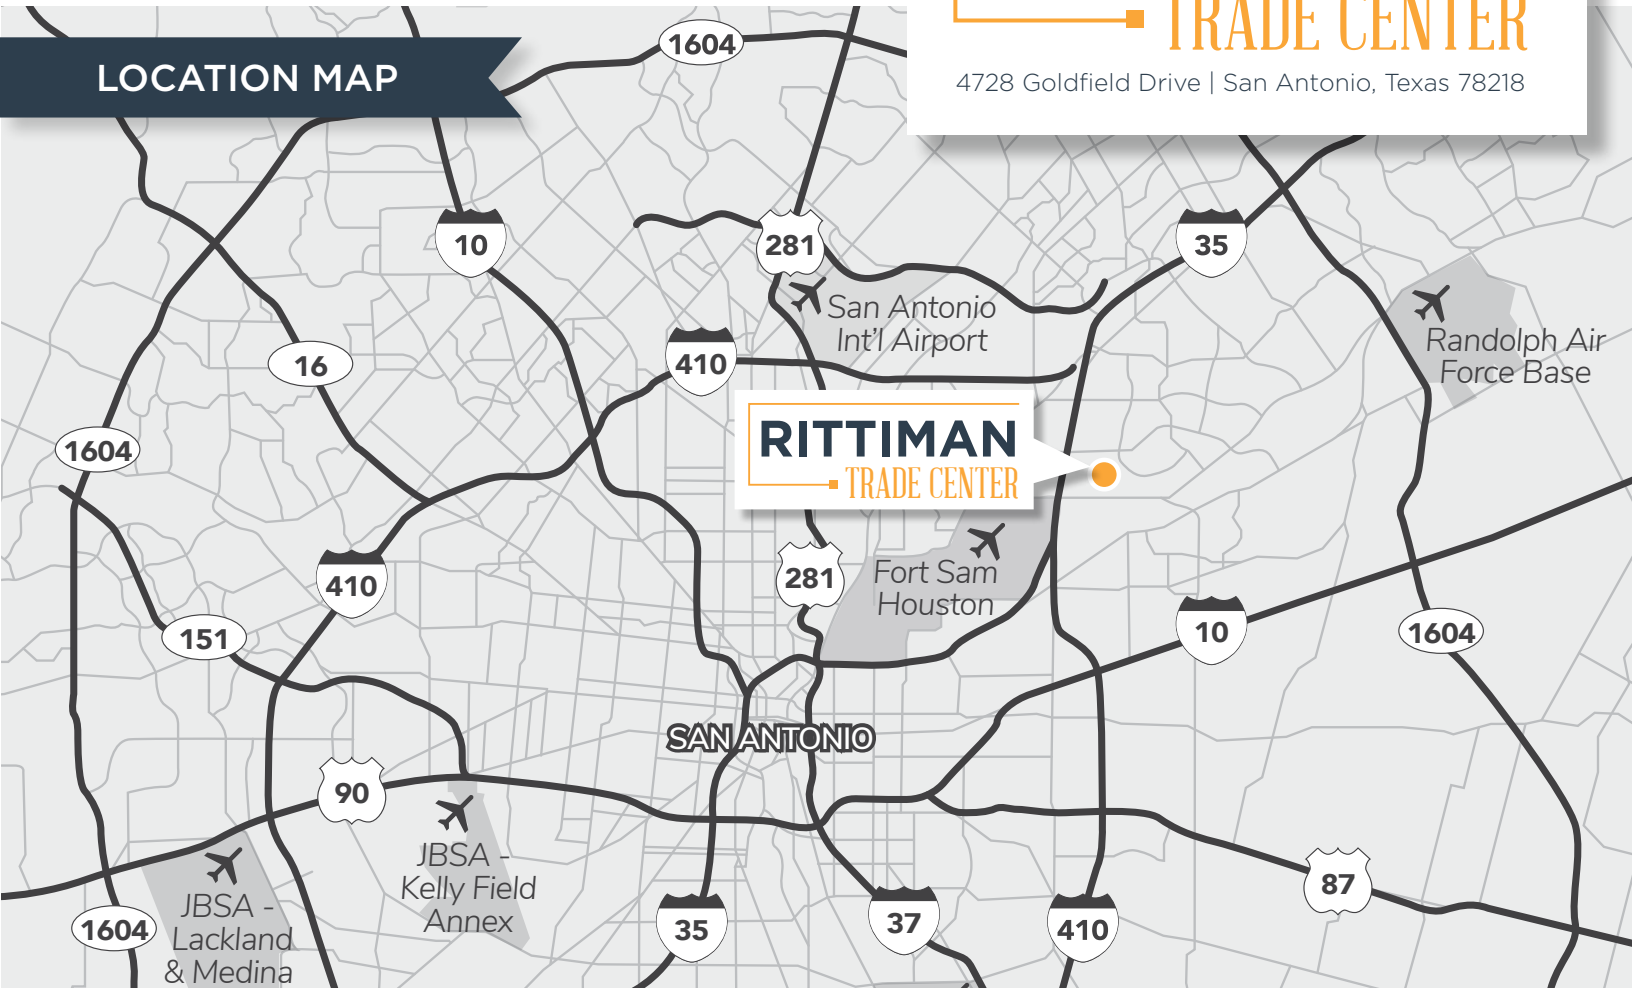 TRADE CENTER
4728 Goldfield Drive | San Antonio, Texas 78218
LOCATION MAP
1604
10
281
35
San Antonio
Int'l Airport
Randolph Air
Force Base
16
410
1604
RITTIMAN
TRADE CENTER
410
281
Fort Sam
Houston
151
10
1604
SAN ANTONIO
90
JBSA -
Kelly Field
Annex
87
JBSA -
Lackland
& Medina
1604
35
37
410